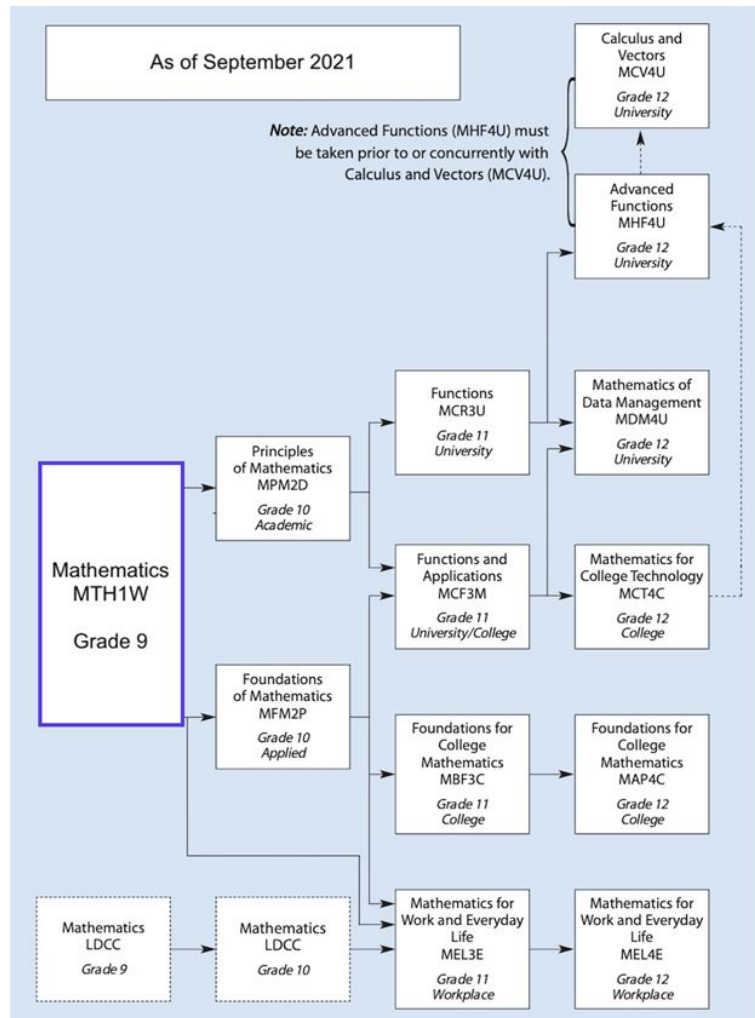 As of September 2021
Calculus and
Vectors
MCV4U
Grade 12
University
Note: Advanced Functions (MHF4U) must
be taken prior to or concurrently with
Calculus and Vectors (MCV4U).
Advanced
Functions
MHF4U
Grade 12
University
Functions
MCR3U
Grade 11
University
Mathematics of
Data Management
MDM4U
Grade 12
University
Principles
of Mathematics
MPM2D
Grade 10
Academic
Mathematics
MTH1W
Grade 9
Functions and
Applications
MCF3M
Grade 11
University/College
Mathematics for
College Technology
MCT4C
Grade 12
College
Foundations
of Mathematics
MFM2P
Grade 10
Applied
Foundations for
College
Mathematics
MBF3C
Grade 11
College
Foundations for
College
Mathematics
MAP4C
Grade 12
College
Mathematics
LDCC
Grade 9
Mathematics
LDCC
Grade 10
Mathematics for
Work and Everyday
Life
MEL3E
Grade 11
Workplace
Mathematics for
Work and Everyday
Life
MEL4E
Grade 12
Workplace